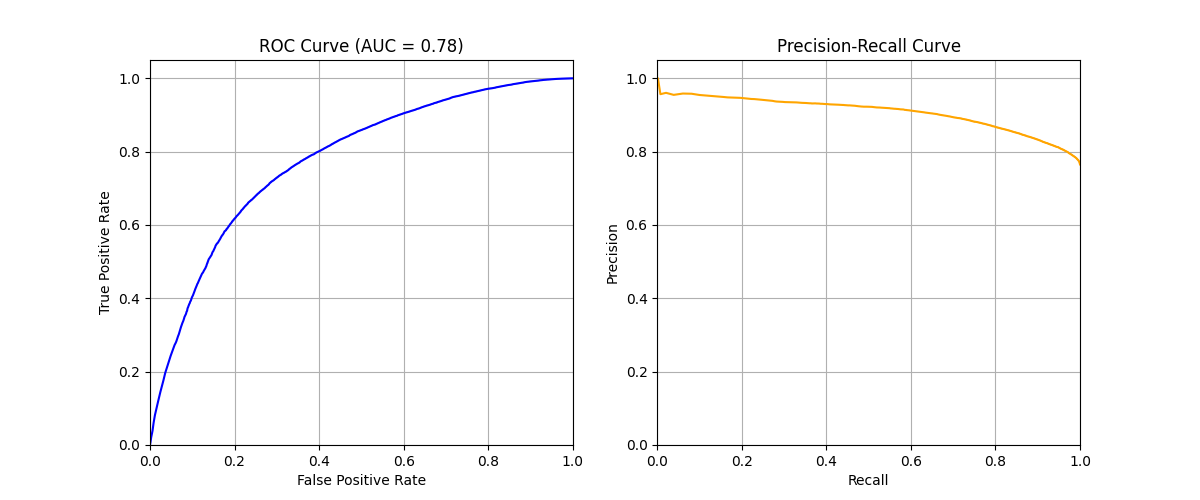 ROC Curve (AUC = 0.78)
True Positive Rate
1.0
0.8
0.6
0.4
0.2
0.0
0.0 0.2 0.4 0.6 0.8 1.0
False Positive Rate
Precision-Recall Curve
Precision
1.0
0.8
0.6
0.4
0.2
0.0
0.0 0.2 0.4 0.6 0.8 1.0
Recall